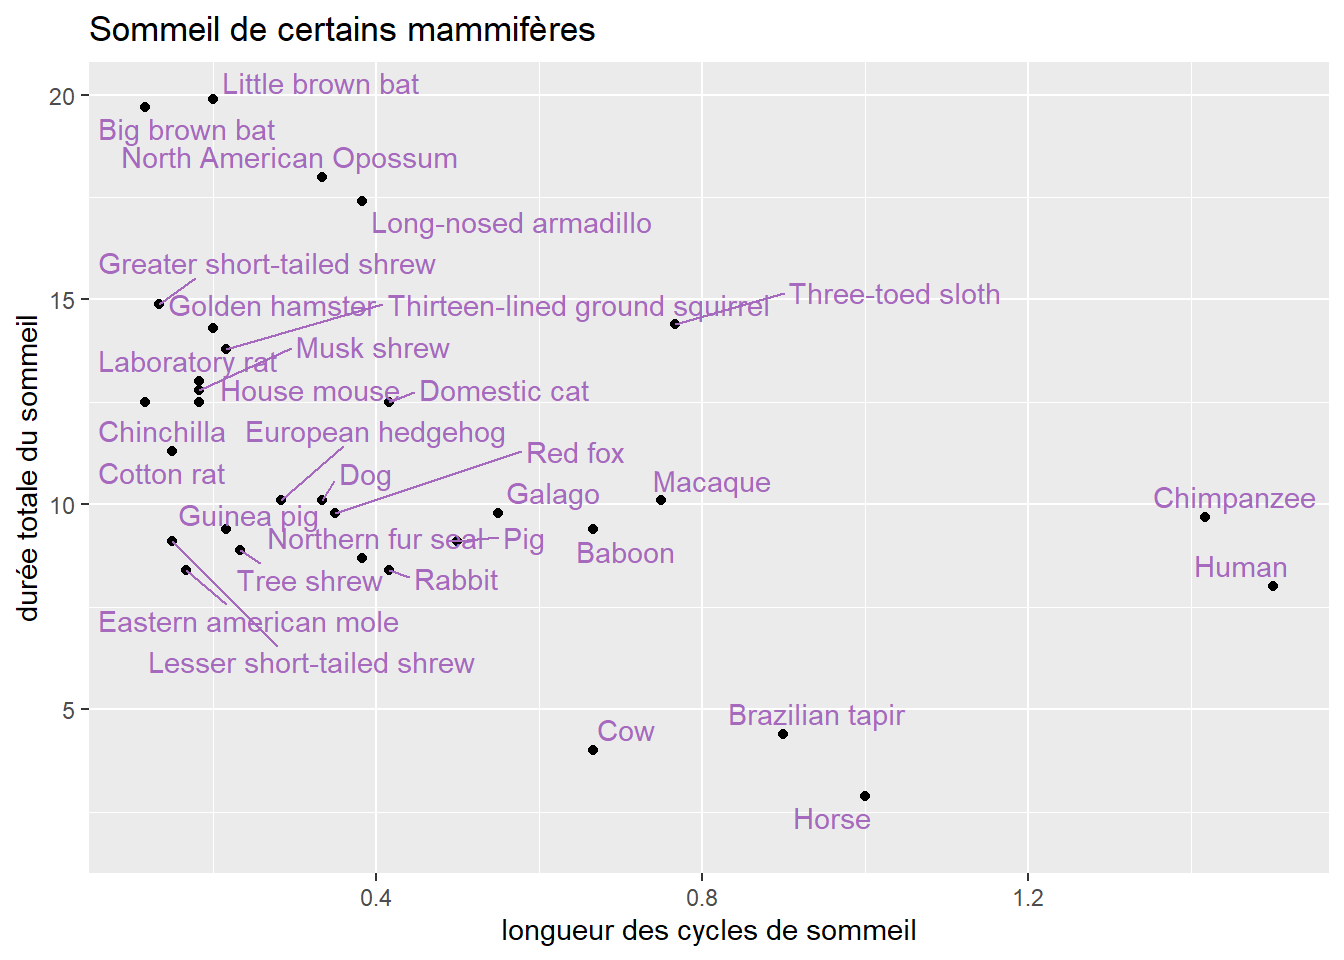 Sommeil de certains mammifères
Little brown bat
20
Big brown bat
North American Opossum
Long-nosed armadillo
Greater short-tailed shrew
Three-toed sloth
15
Golden hamster
Thirteen-lined ground squirrel
Musk shrew
Laboratory rat
House mouse
Domestic cat
Chinchilla
European hedgehog
Red fox
Cotton rat
Dog
Macaque
Galago
Chimpanzee
10
Guinea pig
Northern fur seal
Pig
Baboon
Human
Tree shrew
Rabbit
Eastern american mole
Lesser short-tailed shrew
5
Brazilian tapir
Cow
Horse
durée totale du sommeil
0.4
0.8
1.2
longueur des cycles de sommeil